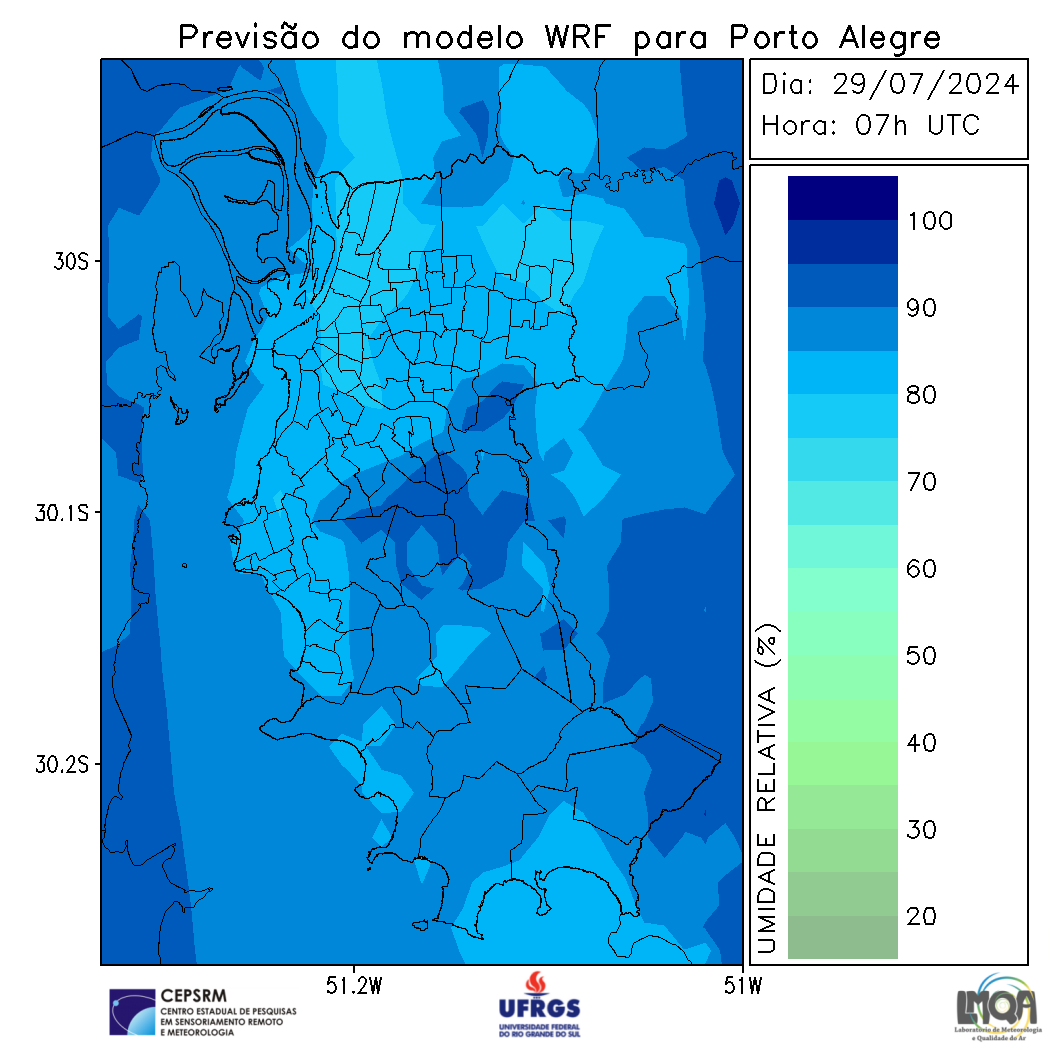 Previsão do modelo WRF para Porto Alegre
Dia: 29/07/2024
Hora: 07h UTC
100
90
80
70
60
50
40
30
20
UMIDADE RELATIVA (%)
30S
30.1S
30.2S
51.2W
51W
CEPSRM
CENTRO ESTADUAL DE PESQUISAS
EM SENSORIAMENTO REMOTO
E METEOROLOGIA
UFRGS
UNIVERSIDADE FEDERAL
DO RIO GRANDE DO SUL
LMQA
Laboratório de Meteorologia
e Qualidade do Ar